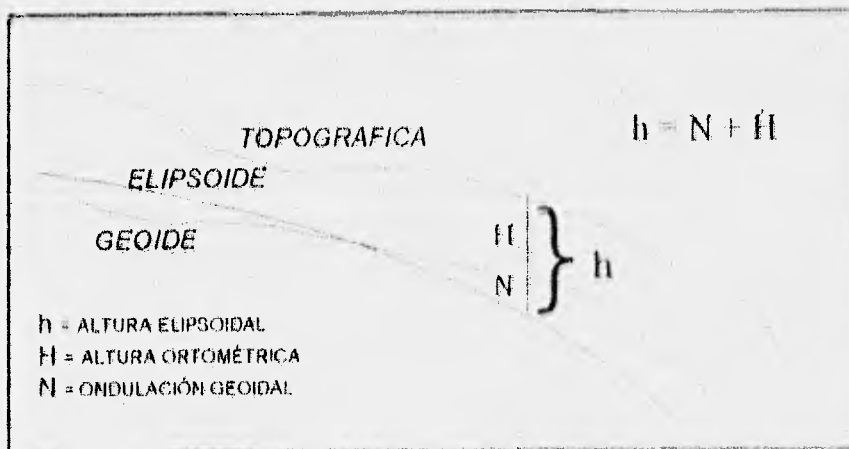 TOPOGRAFICA
h = N + H
ELIPSOIDE
GEOIDE
H
N
h
h = ALTURA ELIPSOIDAL
H = ALTURA ORTOMÉTRICA
N = ONDULACIÓN GEOIDAL